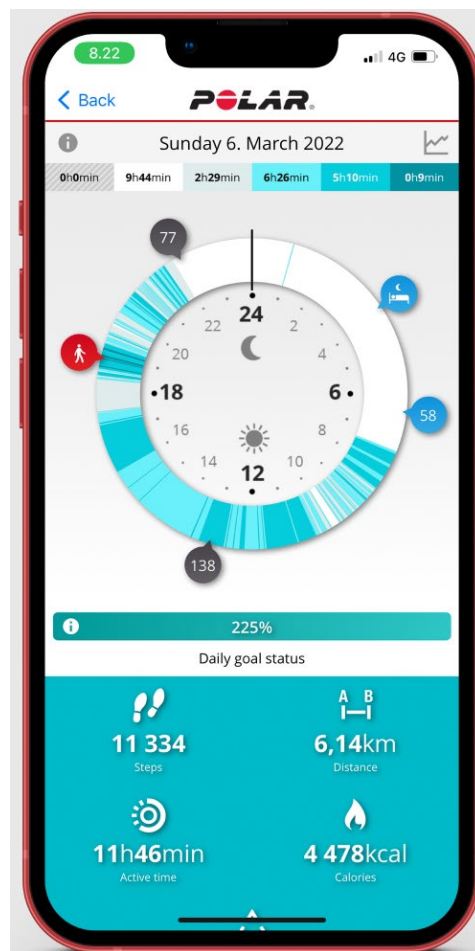 8.22
4G
Back
POLAR.
Sunday 6. March 2022
0h0min 9h44min 2h29min 6h26min 5h10min 0h9min
77
24
22 2
20 4
18 6
58
16 8
14 10
12
138
225%
Daily goal status
A B
11 334 6,14km
Steps Distance
11h46min 4 478kcal
Active time Calories